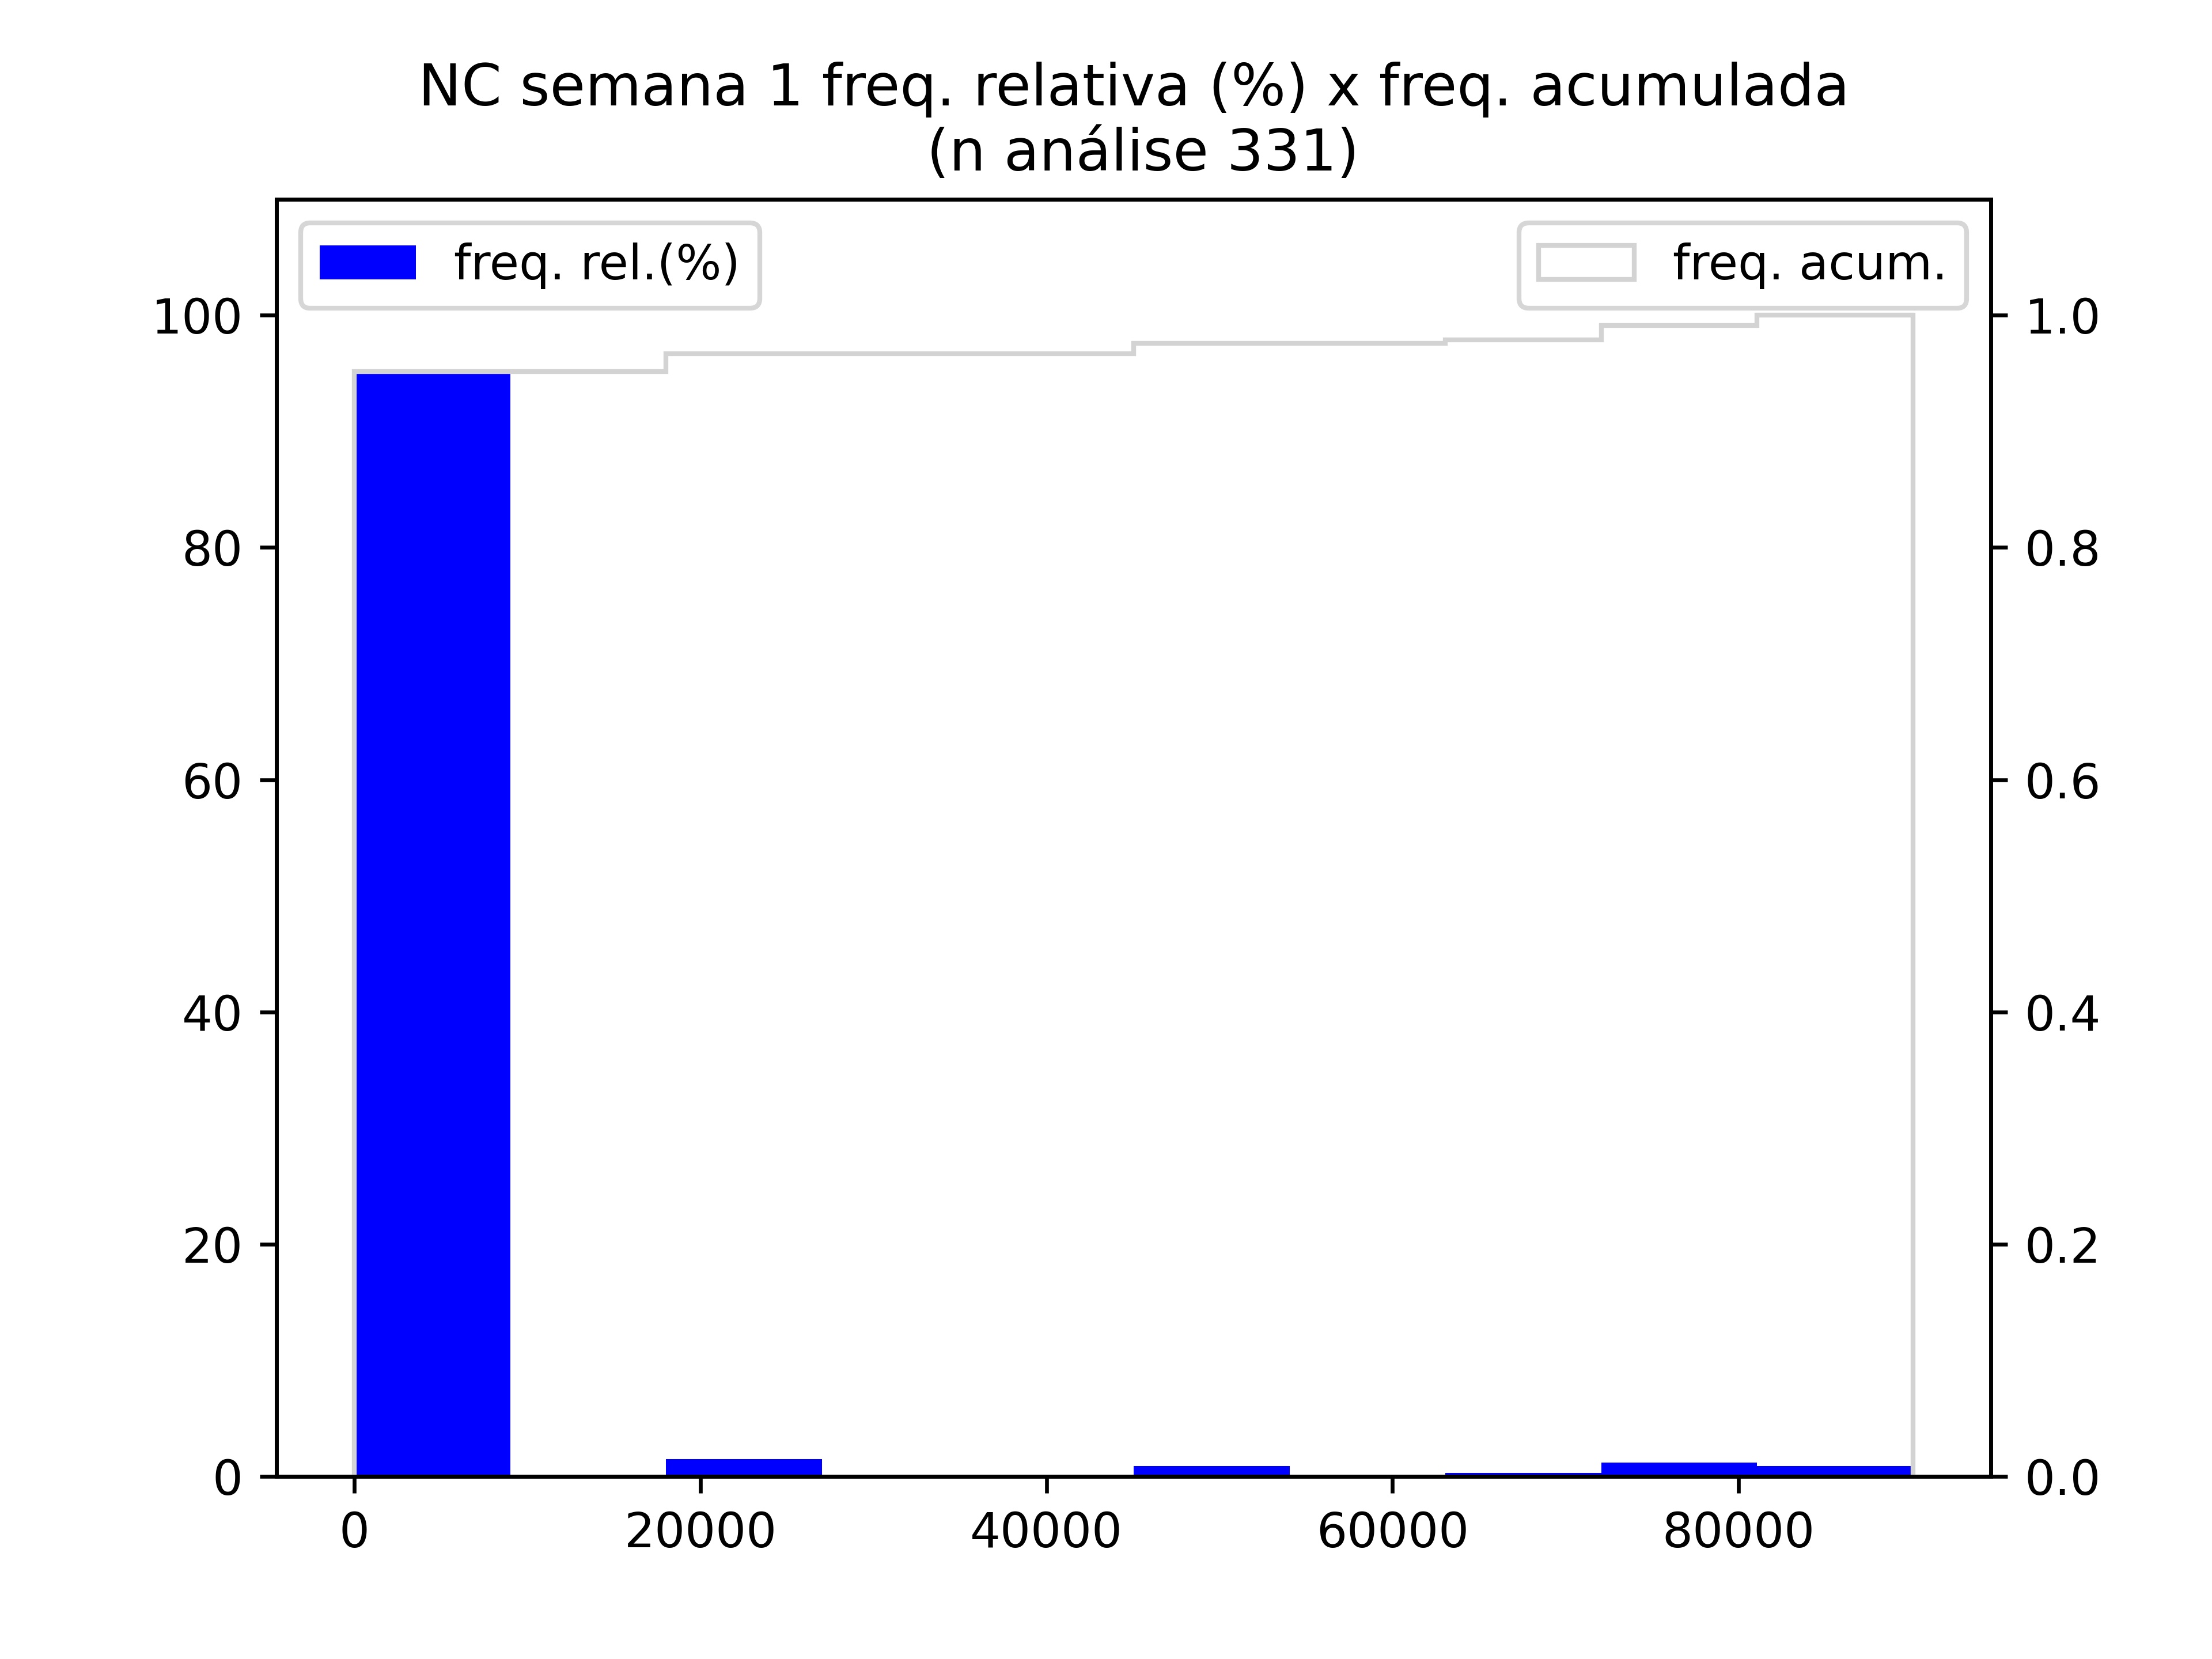 NC semana 1 freq. relativa (%) x freq. acumulada
(n análise 331)
freq. rel.(%)
freq. acum.
100
80
60
40
20
0
1.0
0.8
0.6
0.4
0.2
0.0
0 20000 40000 60000 80000